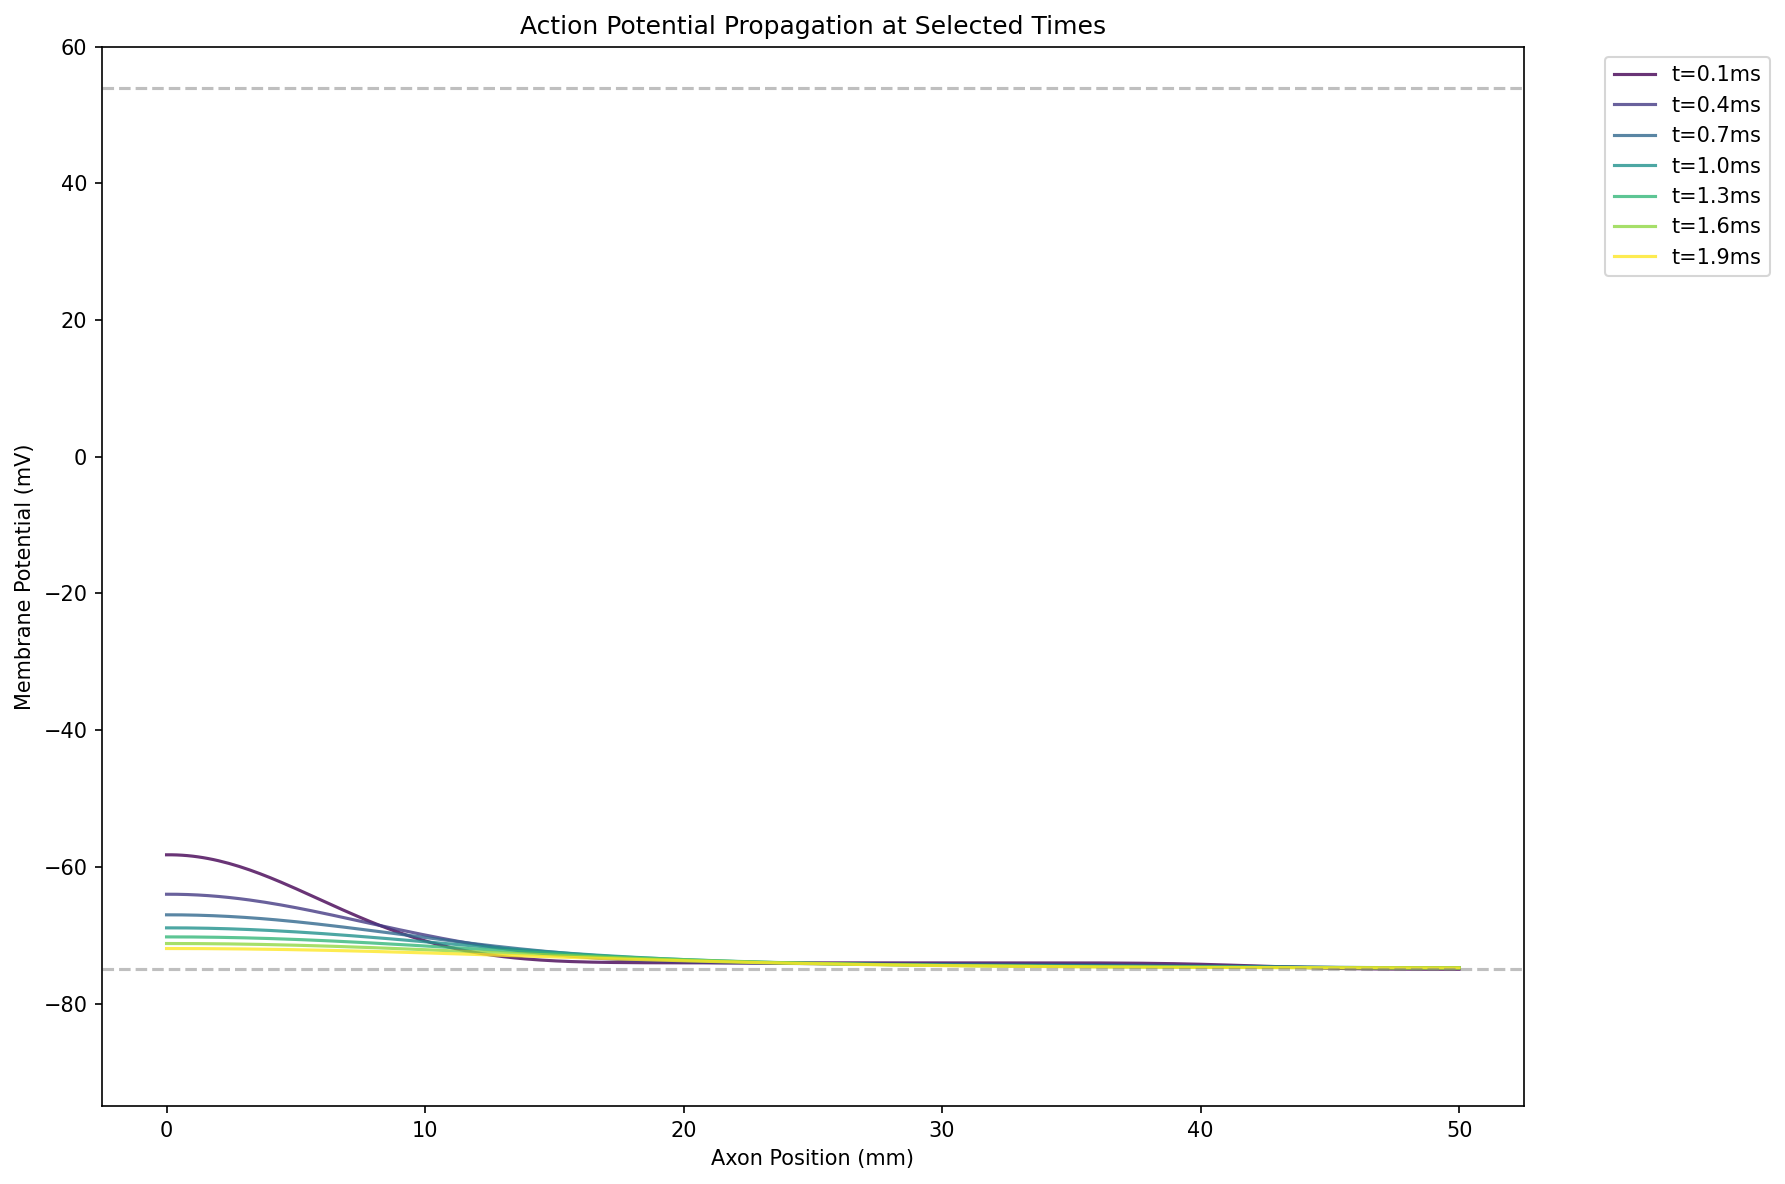 Action Potential Propagation at Selected Times
60
40
20
0
−20
−40
−60
−80
Membrane Potential (mV)
0 10 20 30 40 50
Axon Position (mm)
t=0.1ms
t=0.4ms
t=0.7ms
t=1.0ms
t=1.3ms
t=1.6ms
t=1.9ms